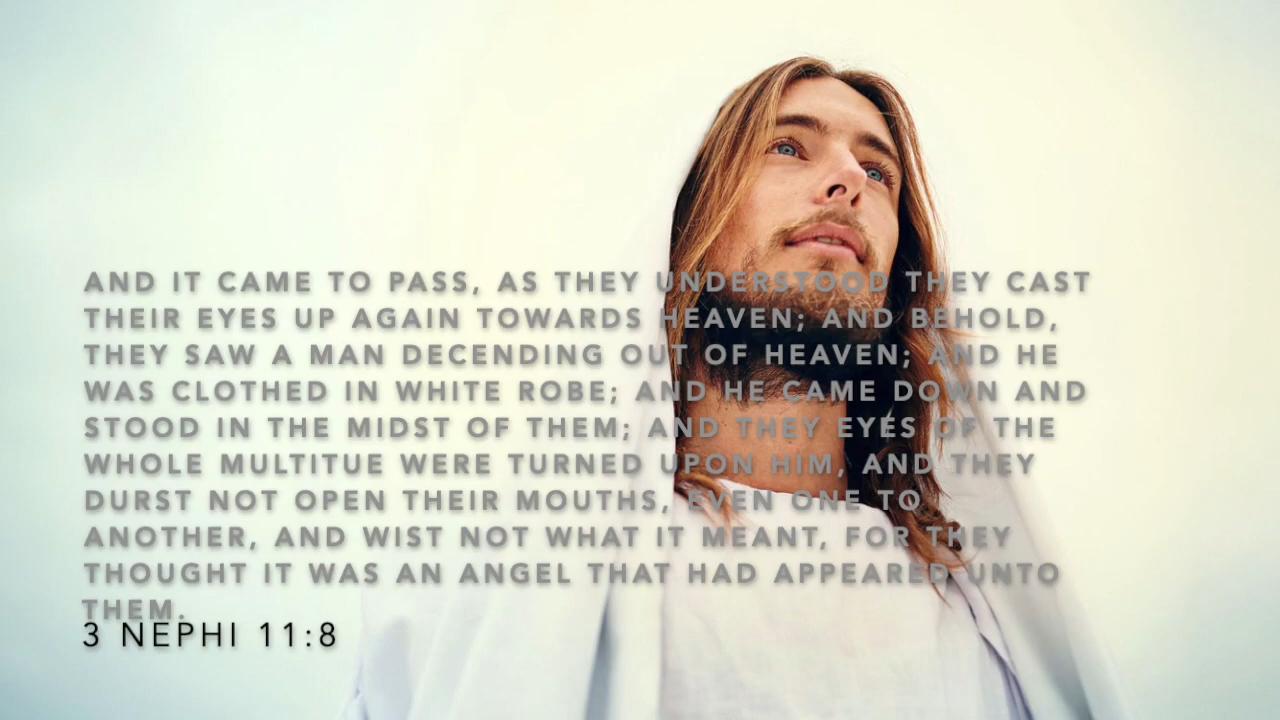 AND IT CAME TO PASS, AS THEY UNDERSTOOD THEY CAST
THEIR EYES UP AGAIN TOWARDS HEAVEN; AND BEHOLD,
THEY SAW A MAN DECENDING OUT OF HEAVEN; AND HE
WAS CLOTHED IN WHITE ROBE; AND HE CAME DOWN AND
STOOD IN THE MIDST OF THEM; AND THEY EYES OF THE
WHOLE MULTITUE WERE TURNED UPON HIM, AND THEY
DURST NOT OPEN THEIR MOUTHS, EVEN ONE TO
ANOTHER, AND WIST NOT WHAT IT MEANT, FOR THEY
THOUGHT IT WAS AN ANGEL THAT HAD APPEARED UNTO
THEM.
3 NEPHI 11:8